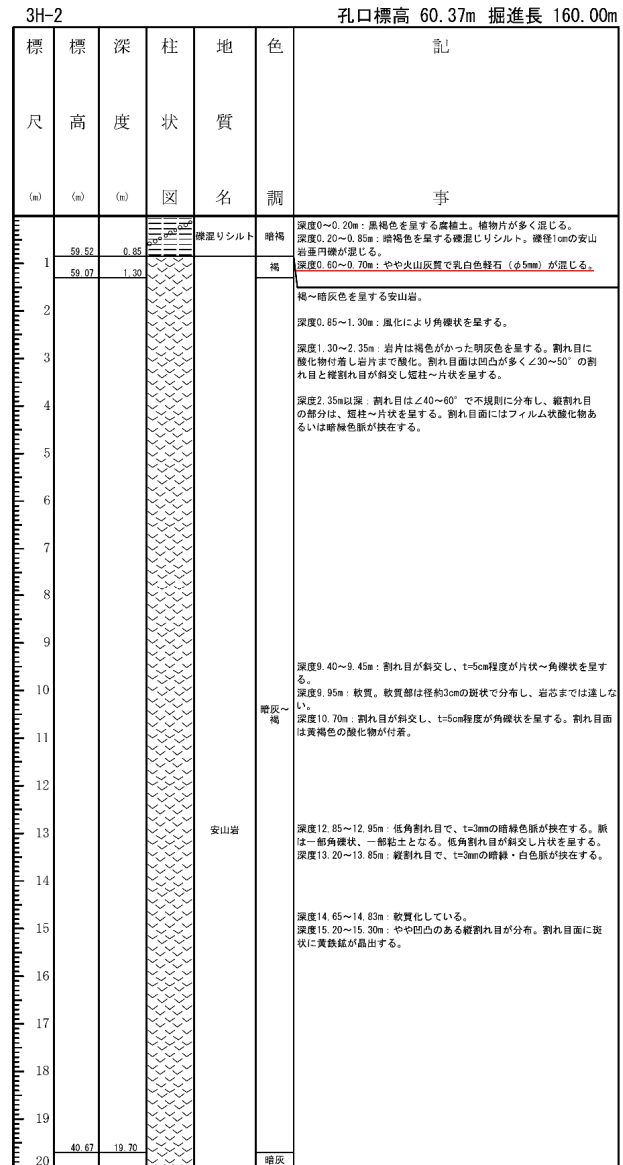 3H-2
孔口標高 60.37m 掘進長 160.00m
標尺(m)
標高(m)
深度(m)
柱状図
地質名
色調
記事
礫混りシルト
暗褐
59.52
0.85
褐
59.07
1.30
1
2
3
4
5
6
7
8
9
10
11
12
13
14
15
16
17
18
19
20
深度0～0.20m：黒褐色を呈する腐植土。植物片が多く混じる。
深度0.20～0.85m：暗褐色を呈する礫混じりシルト。礫径1cmの安山
岩亜円礫が混じる。
深度0.60～0.70m：やや火山灰質で乳白色軽石（φ5mm）が混じる。
褐～暗灰色を呈する安山岩。
深度0.85～1.30m：風化により角礫状を呈する。
深度1.30～2.35m：岩片は褐色がかった明灰色を呈する。割れ目に
酸化物付着し岩片まで酸化。割れ目面は凹凸が多く∠30～50°の割
れ目と縦割れ目が斜交し短柱～片状を呈する。
深度2.35m以深：割れ目は∠40～60°で不規則に分布し、縦割れ目
の部分は、短柱～片状を呈する。割れ目面にはフィルム状酸化物あ
るいは暗緑色脈が挟在する。
深度9.40～9.45m：割れ目が斜交し、t=5cm程度が片状～角礫状を呈す
る。
深度9.95m：軟質。軟質部は径約3cmの斑状で分布し、岩芯までは達しな
い。
深度10.70m：割れ目が斜交し、t=5cm程度が角礫状を呈する。割れ目面
は黄褐色の酸化物が付着。
暗灰～
褐
安山岩
深度12.85～12.95m：低角割れ目で、t=3mmの暗緑色脈が挟在する。脈
は一部角礫状、一部粘土となる。低角割れ目が斜交し片状を呈する。
深度13.20～13.85m：縦割れ目で、t=3mmの暗緑・白色脈が挟在する。
深度14.65～14.83m：軟質化している。
深度15.20～15.30m：やや凹凸のある縦割れ目が分布。割れ目面に斑
状に黄鉄鉱が晶出する。
40.67
19.70
暗灰